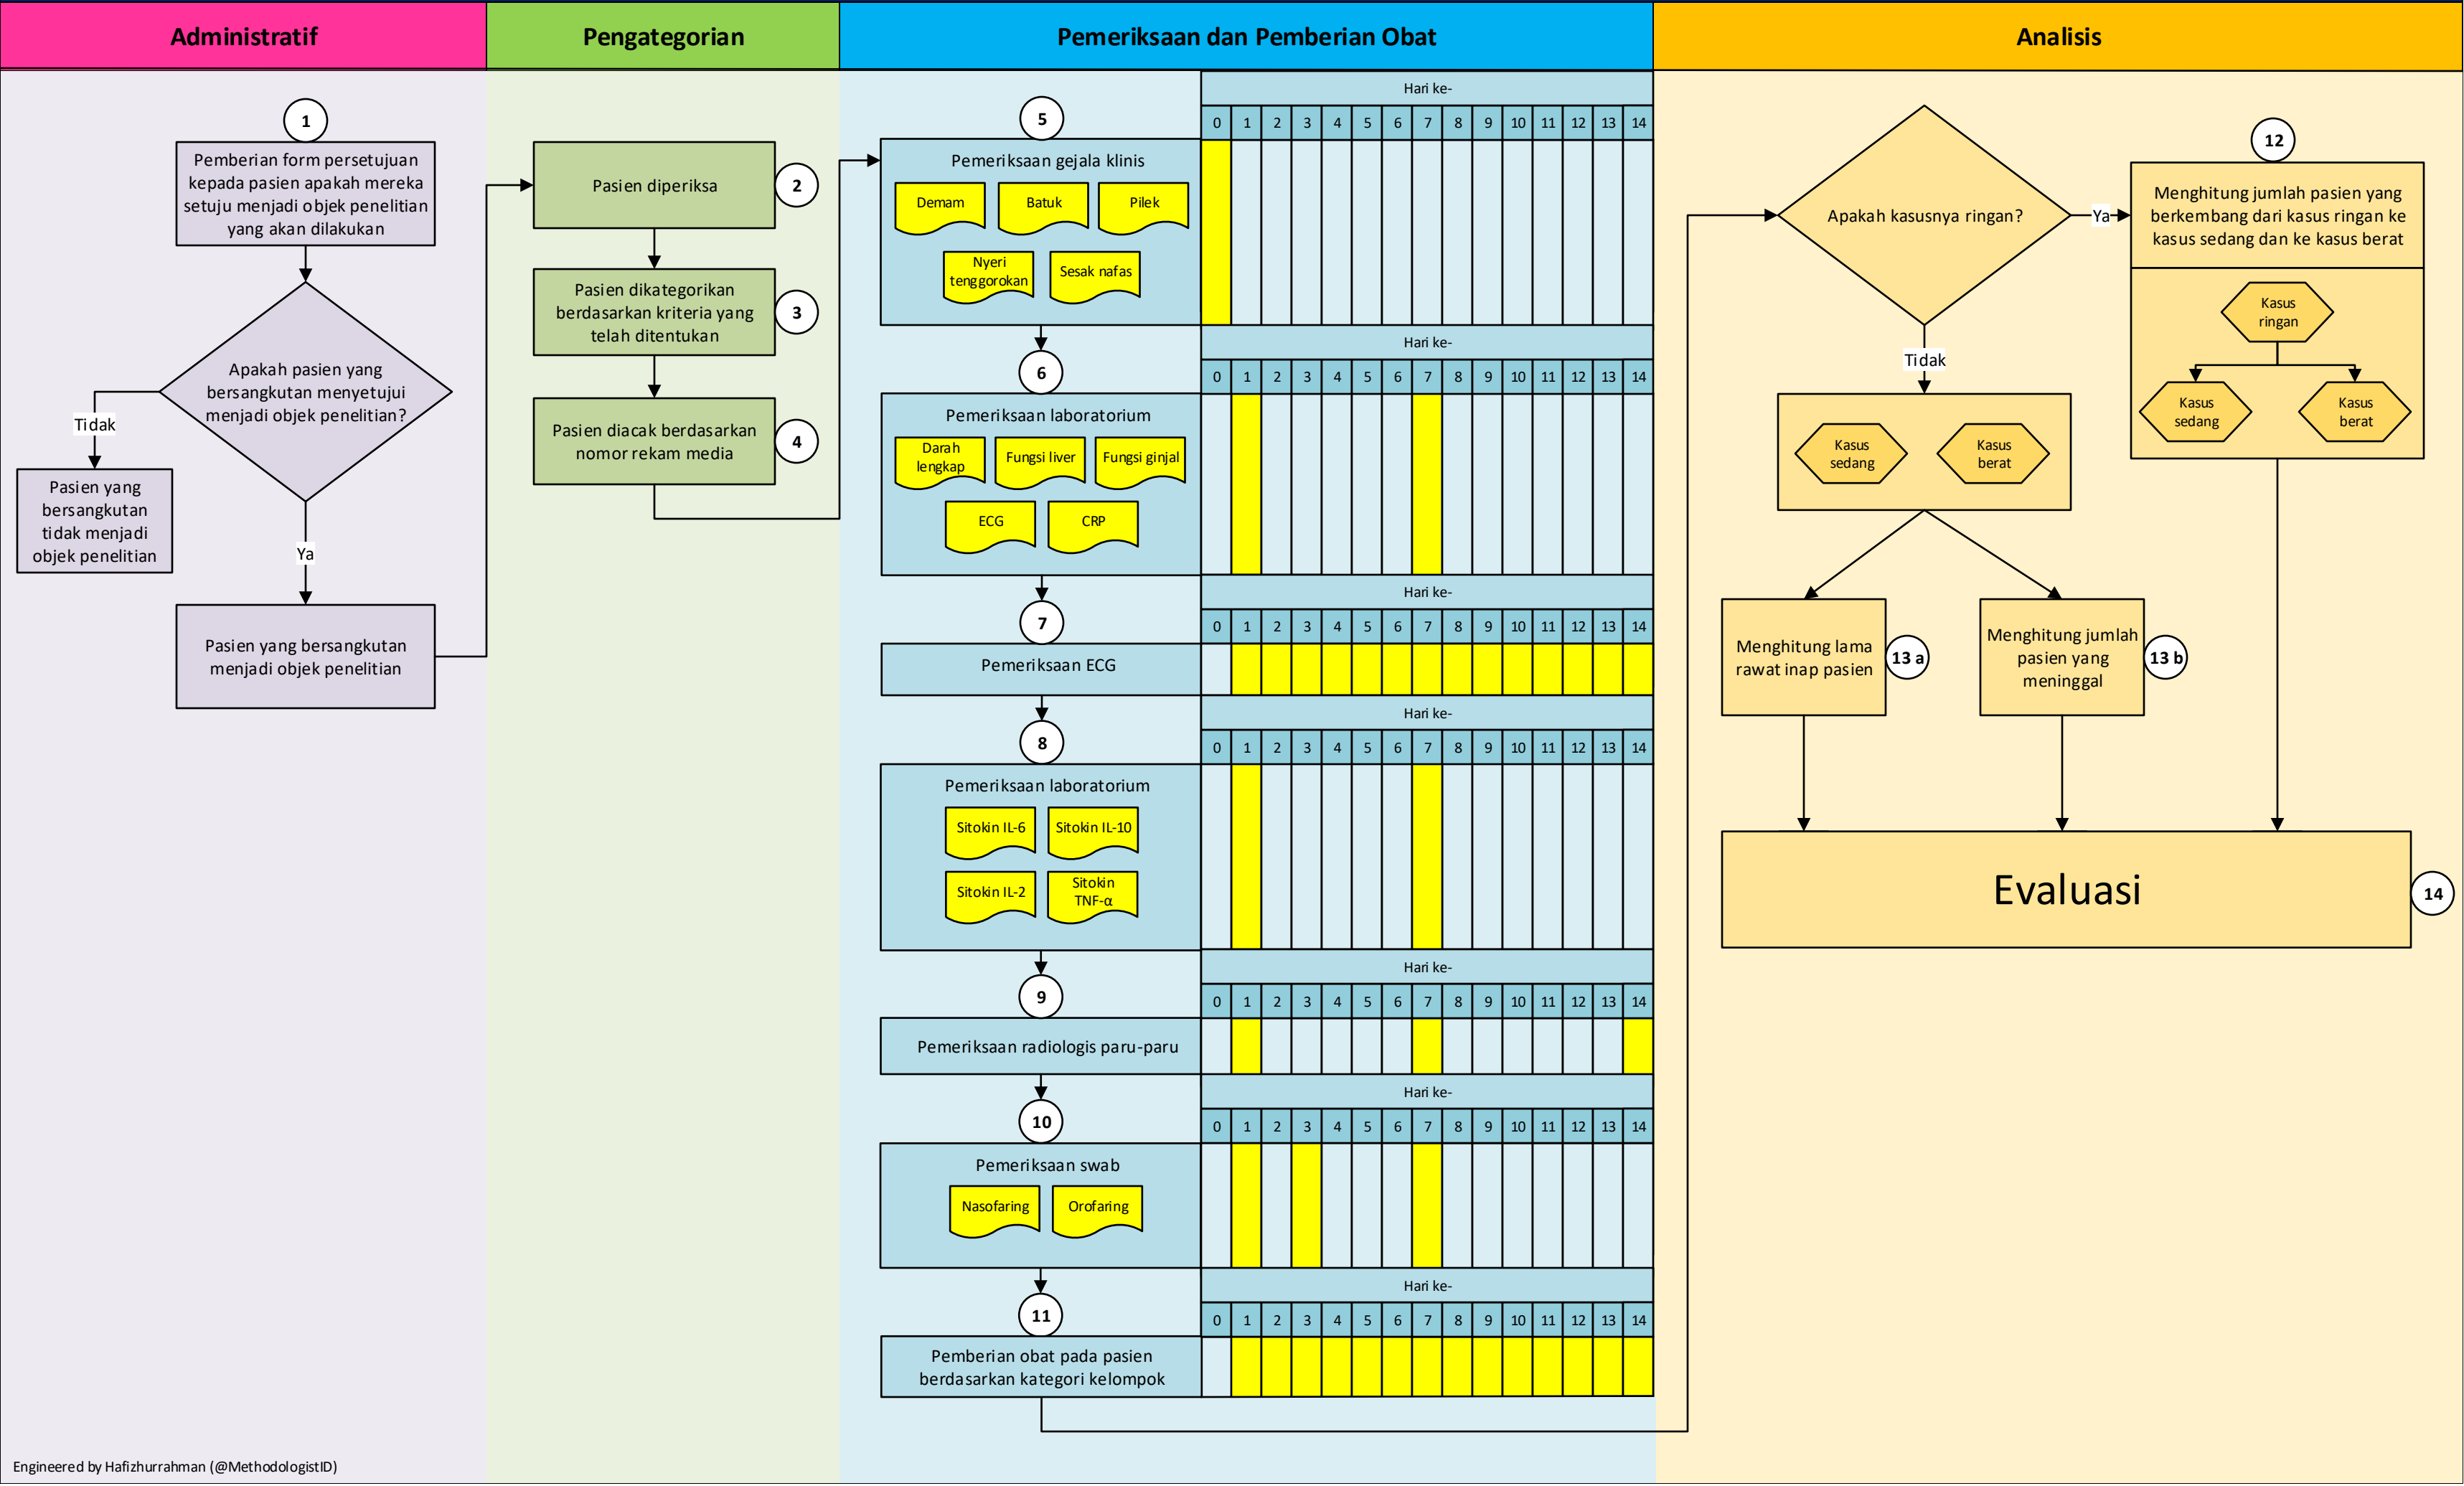 Administratif
Pengategorian
Pemeriksaan dan Pemberian Obat
Analisis
1
Pemberian form persetujuan
kepada pasien apakah mereka
setuju menjadi objek penelitian
yang akan dilakukan
Apakah pasien yang
bersangkutan menyetujui
menjadi objek penelitian?
Tidak
Pasien yang
bersangkutan
tidak menjadi
objek penelitian
Ya
Pasien yang bersangkutan
menjadi objek penelitian
Pasien diperiksa
2
Pasien dikategorikan
berdasarkan kriteria yang
telah ditentukan
3
Pasien diacak berdasarkan
nomor rekam media
4
5
Pemeriksaan gejala klinis
Demam
Batuk
Pilek
Nyeri
tenggorokan
Sesak nafas
Hari ke-
0 1 2 3 4 5 6 7 8 9 10 11 12 13 14
6
Pemeriksaan laboratorium
Darah
lengkap
Fungsi liver
Fungsi ginjal
ECG
CRP
Hari ke-
0 1 2 3 4 5 6 7 8 9 10 11 12 13 14
7
Pemeriksaan ECG
Hari ke-
0 1 2 3 4 5 6 7 8 9 10 11 12 13 14
8
Pemeriksaan laboratorium
Sitokin IL-6
Sitokin IL-10
Sitokin IL-2
Sitokin
TNF-α
Hari ke-
0 1 2 3 4 5 6 7 8 9 10 11 12 13 14
9
Pemeriksaan radiologis paru-paru
Hari ke-
0 1 2 3 4 5 6 7 8 9 10 11 12 13 14
10
Pemeriksaan swab
Nasofaring
Orofaring
Hari ke-
0 1 2 3 4 5 6 7 8 9 10 11 12 13 14
11
Pemberian obat pada pasien
berdasarkan kategori kelompok
Hari ke-
0 1 2 3 4 5 6 7 8 9 10 11 12 13 14
Apakah kasusnya ringan?
Ya
12
Menghitung jumlah pasien yang
berkembang dari kasus ringan ke
kasus sedang dan ke kasus berat
Kasus
ringan
Kasus
sedang
Kasus
berat
Tidak
Kasus
sedang
Kasus
berat
Menghitung lama
rawat inap pasien
13 a
Menghitung jumlah
pasien yang
meninggal
13 b
Evaluasi
14
Engineered by Hafizhurrahman (@MethodologistID)